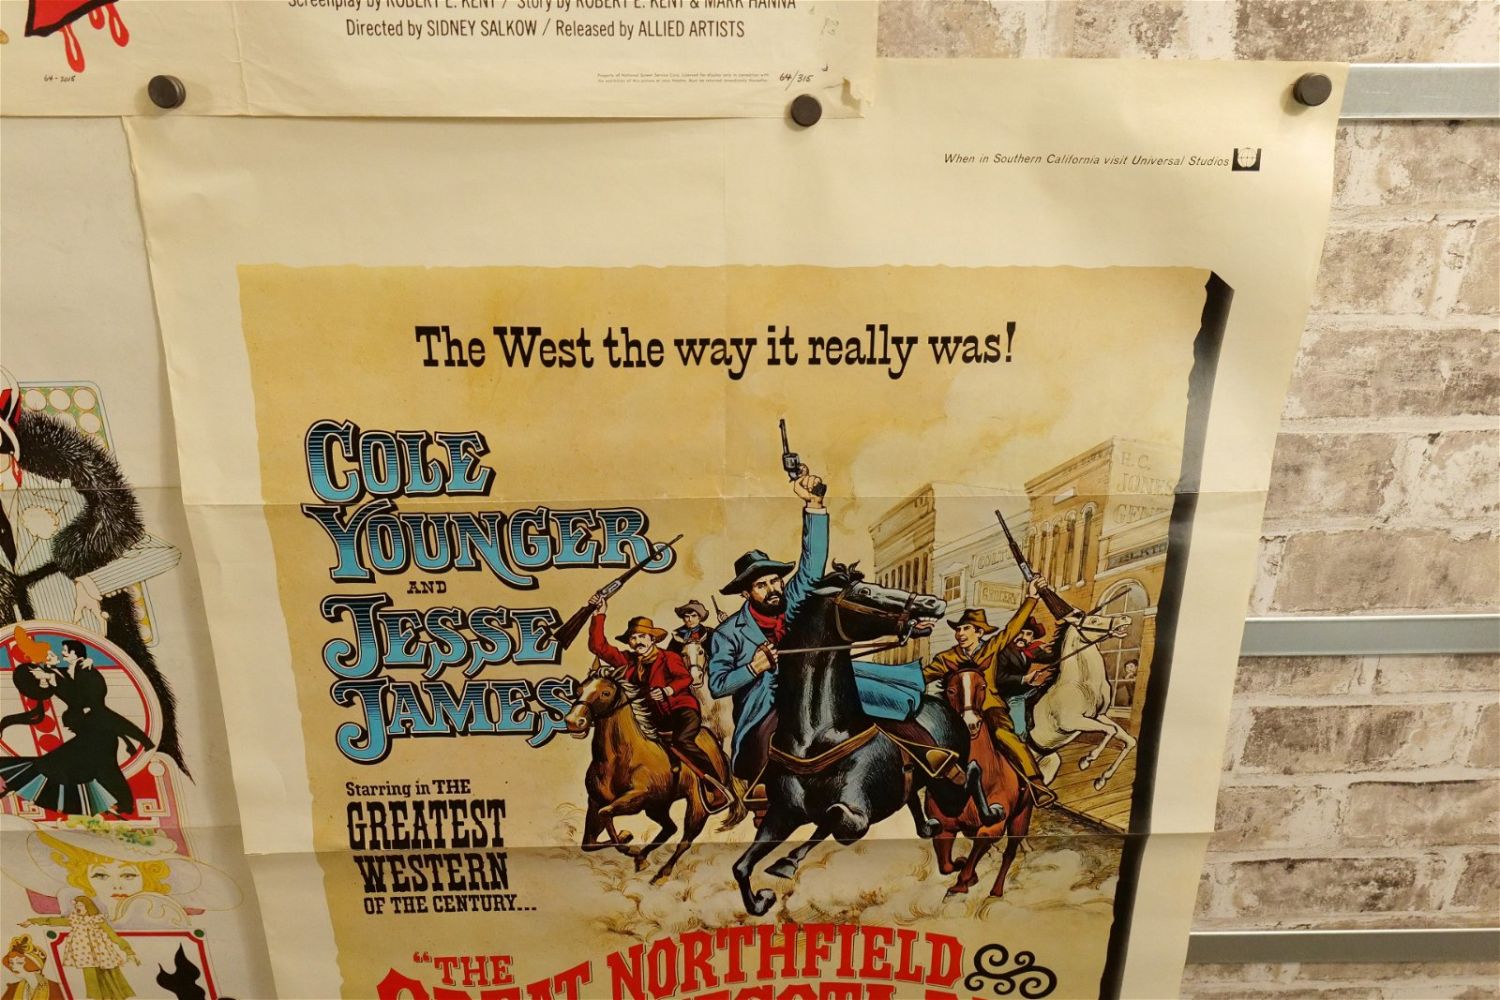 Screenplay by ROBERT E. KENT / Story by ROBERT E. KENT & MARK HANNA
Directed by SIDNEY SALKOW / Released by ALLIED ARTISTS
64/315
When in Southern California visit Universal Studios
The West the way it really was!
COLE
YOUNGER
AND
JESSE
JAMES
Starring in THE
GREATEST
WESTERN
OF THE CENTURY...
"THE
GREAT NORTHFIELD